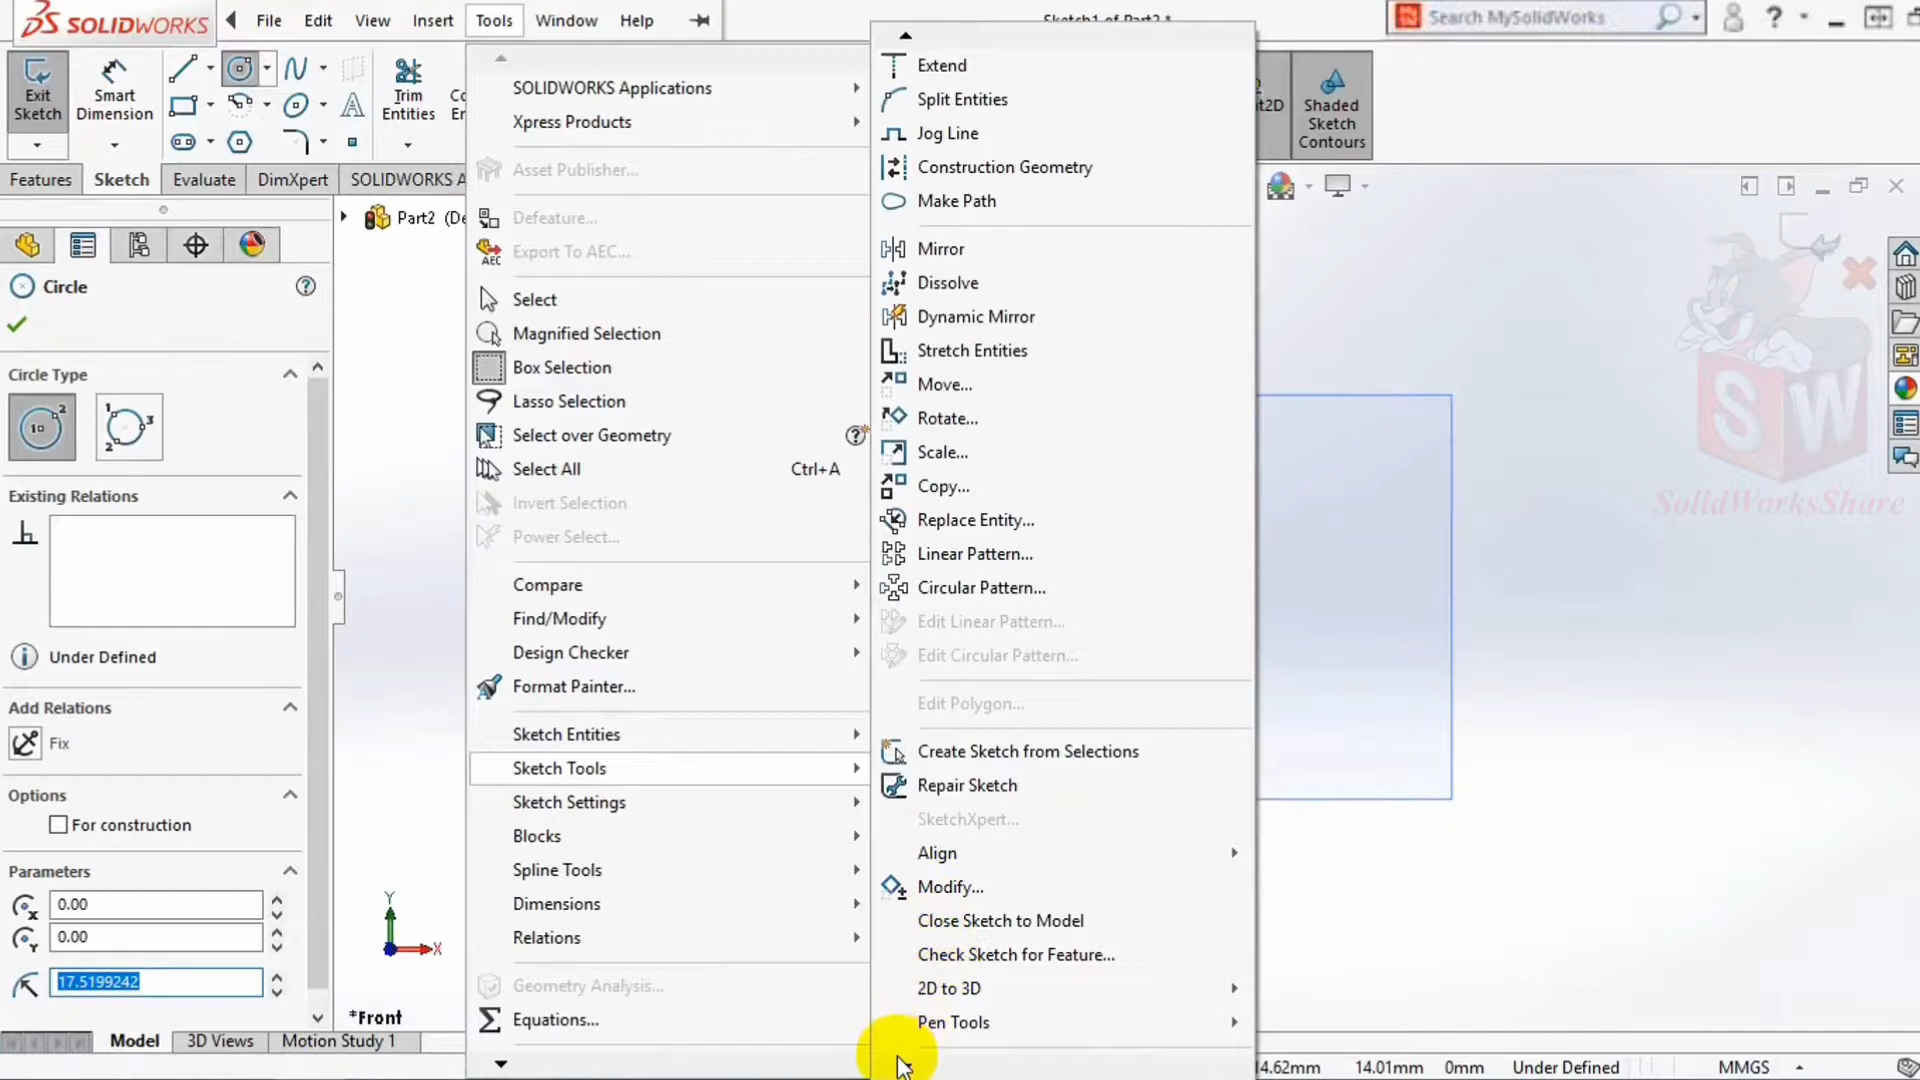 SOLIDWORKS
File Edit View Insert Tools Window Help
Search MySolidWorks
Exit Sketch
Smart Dimension
Trim Entities
Shaded Sketch Contours
Features Sketch Evaluate DimXpert SOLIDWORKS A
Part2 (De
Circle
Circle Type
Existing Relations
Under Defined
Add Relations
Fix
Options
For construction
Parameters
0.00
0.00
17.5199242
Model 3D Views Motion Study 1
*Front
Y
X
SOLIDWORKS Applications
Xpress Products
Asset Publisher...
Defeature...
Export To AEC...
Select
Magnified Selection
Box Selection
Lasso Selection
Select over Geometry
Select All Ctrl+A
Invert Selection
Power Select...
Compare
Find/Modify
Design Checker
Format Painter...
Sketch Entities
Sketch Tools
Sketch Settings
Blocks
Spline Tools
Dimensions
Relations
Geometry Analysis...
Equations...
Extend
Split Entities
Jog Line
Construction Geometry
Make Path
Mirror
Dissolve
Dynamic Mirror
Stretch Entities
Move...
Rotate...
Scale...
Copy...
Replace Entity...
Linear Pattern...
Circular Pattern...
Edit Linear Pattern...
Edit Circular Pattern...
Edit Polygon...
Create Sketch from Selections
Repair Sketch
SketchXpert...
Align
Modify...
Close Sketch to Model
Check Sketch for Feature...
2D to 3D
Pen Tools
S W
SolidWorksShare
14.01mm 0mm Under Defined MMGS